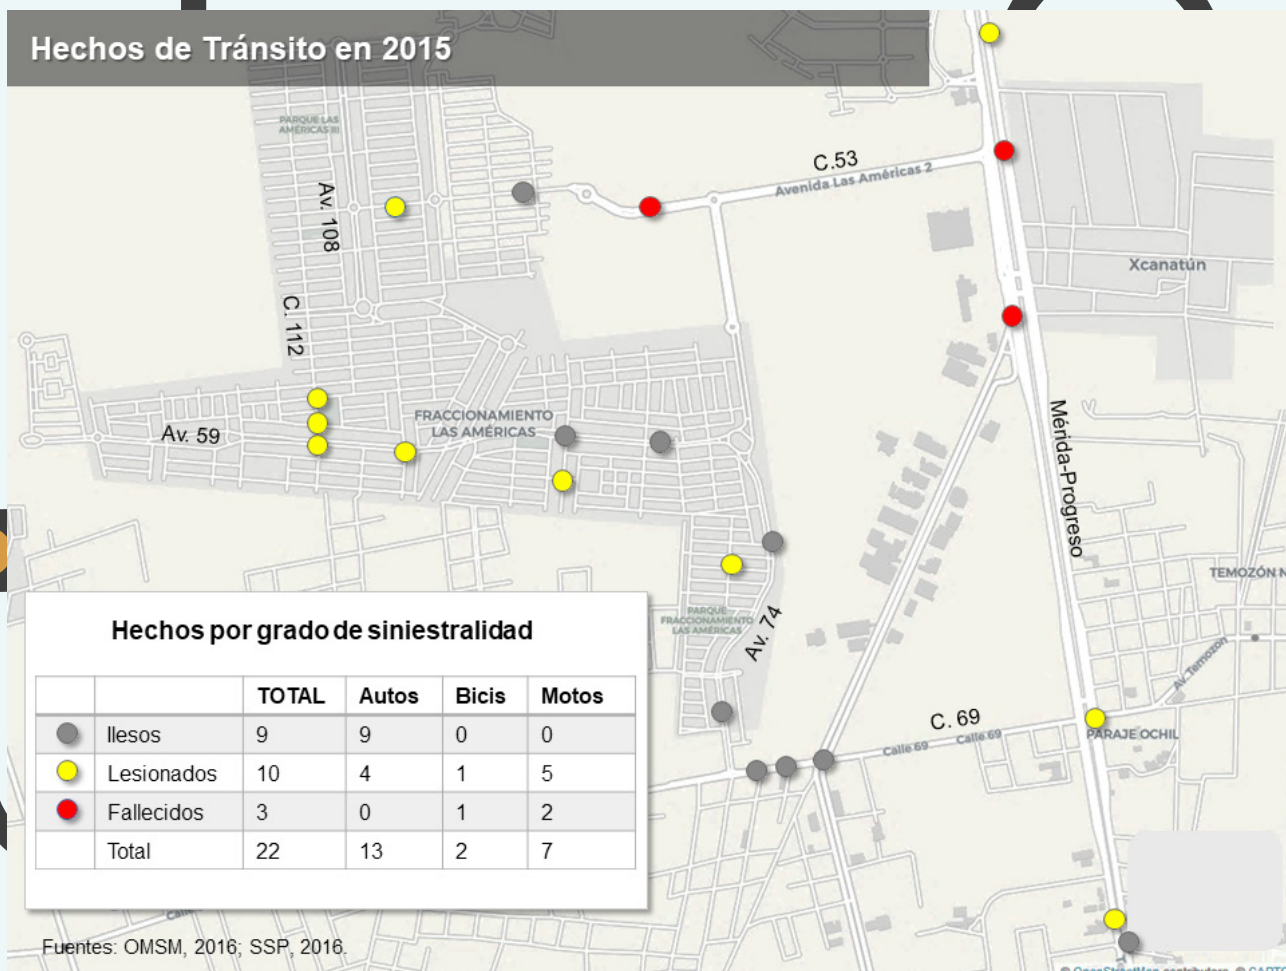 Hechos de Tránsito en 2015
PARQUE LAS
AMÉRICAS III
Av. 108
C.53
Avenida Las Américas 2
Xcanatún
C. 112
FRACCIONAMIENTO
LAS AMÉRICAS
Av. 59
Mérida-Progreso
TEMOZÓN N
PARQUE
FRACCIONAMIENTO
LAS AMÉRICAS
Av. 74
Av. Temozon
C. 69
Calle 69
Calle 69
PARAJE OCHIL
Hechos por grado de siniestralidad
TOTAL Autos Bicis Motos
Ilesos 9 9 0 0
Lesionados 10 4 1 5
Fallecidos 3 0 1 2
Total 22 13 2 7
Fuentes: OMSM, 2016; SSP, 2016.
© OpenStreetMap contributors, © CARTO